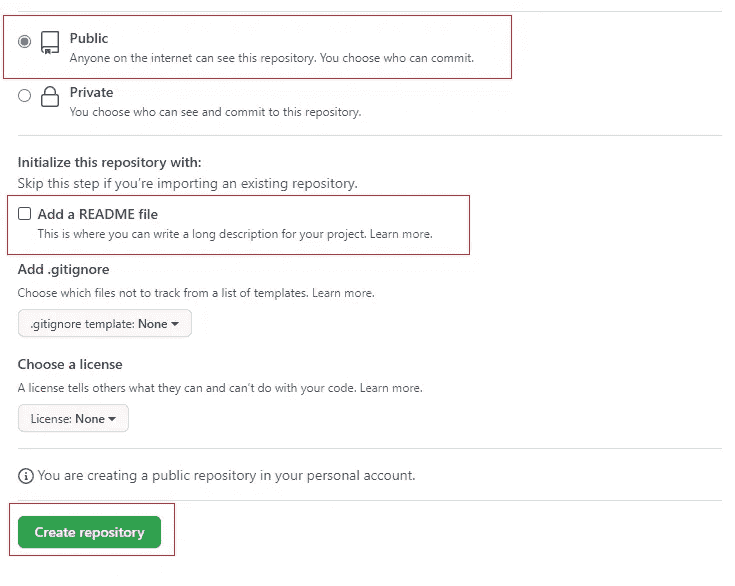 Public
Anyone on the internet can see this repository. You choose who can commit.
Private
You choose who can see and commit to this repository.
Initialize this repository with:
Skip this step if you're importing an existing repository.
Add a README file
This is where you can write a long description for your project. Learn more.
Add .gitignore
Choose which files not to track from a list of templates. Learn more.
.gitignore template: None
Choose a license
A license tells others what they can and can't do with your code. Learn more.
License: None
You are creating a public repository in your personal account.
Create repository